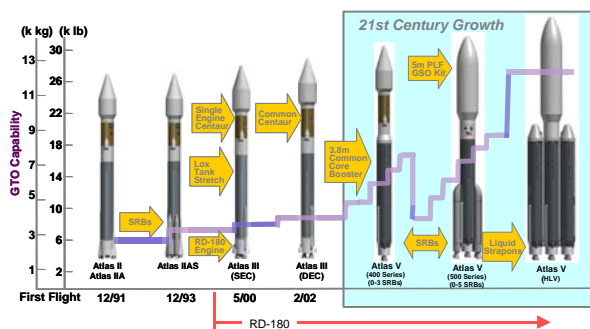 (k kg) (k lb)
GTO Capability
13
11
9
7
5
3
1
30
26
22
18
14
10
6
2
21st Century Growth
5m PLF
GSO Kit
Single
Engine
Centaur
Common
Centaur
Lox
Tank
Stretch
3.8m
Common
Core
Booster
SRBs
RD-180
Engine
SRBs
Liquid
Strapons
Atlas II
Atlas IIA
Atlas IIAS
Atlas III
(SEC)
Atlas III
(DEC)
Atlas V
(400 Series)
(0-3 SRBs)
Atlas V
(500 Series)
(0-5 SRBs)
Atlas V
(HLV)
First Flight 12/91 12/93 5/00 2/02
RD-180